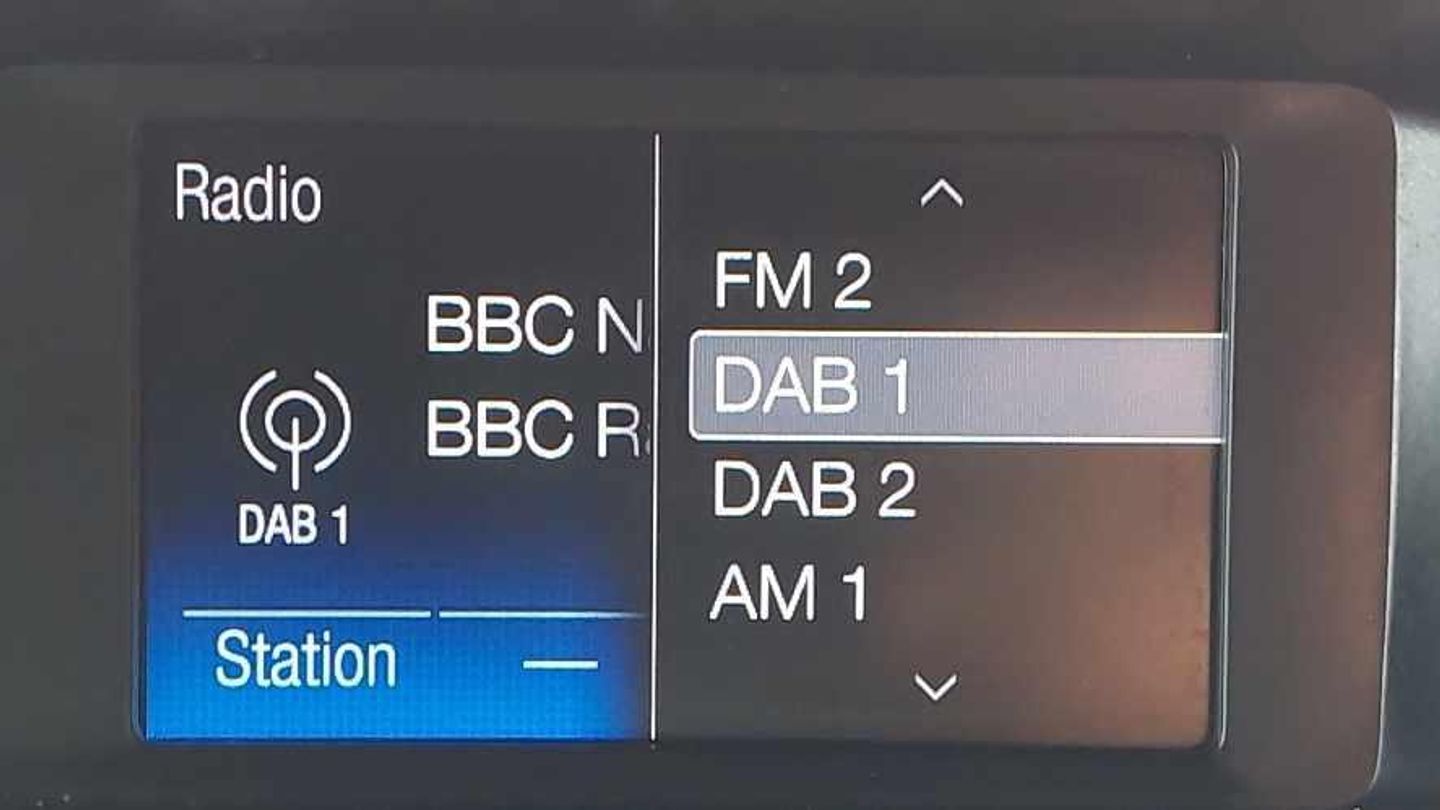 Radio
BBC N
BBC R
DAB 1
Station
FM 2
DAB 1
DAB 2
AM 1